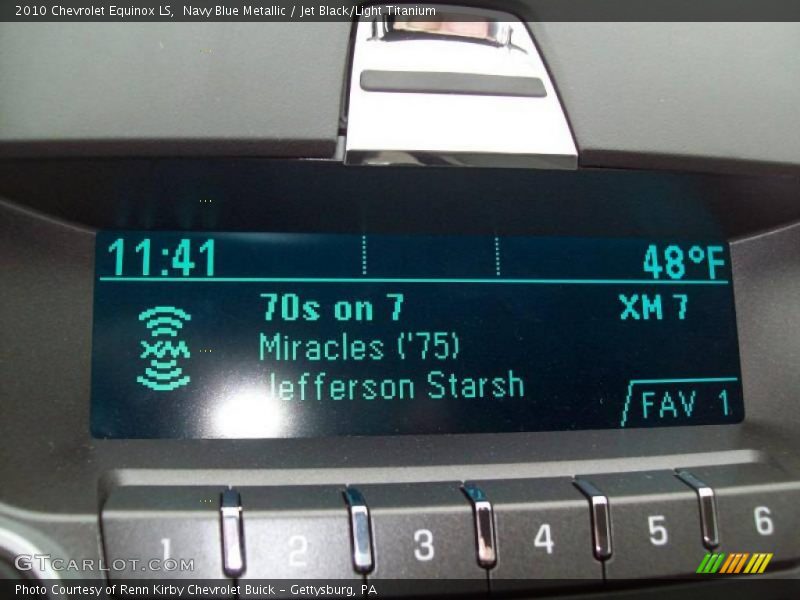 2010 Chevrolet Equinox LS, Navy Blue Metallic / Jet Black/Light Titanium
11:41 48°F
70s on 7 XM 7
XM Miracles ('75)
Jefferson Starsh
FAV 1
1 2 3 4 5 6
GTCARLOT.COM
Photo Courtesy of Renn Kirby Chevrolet Buick - Gettysburg, PA